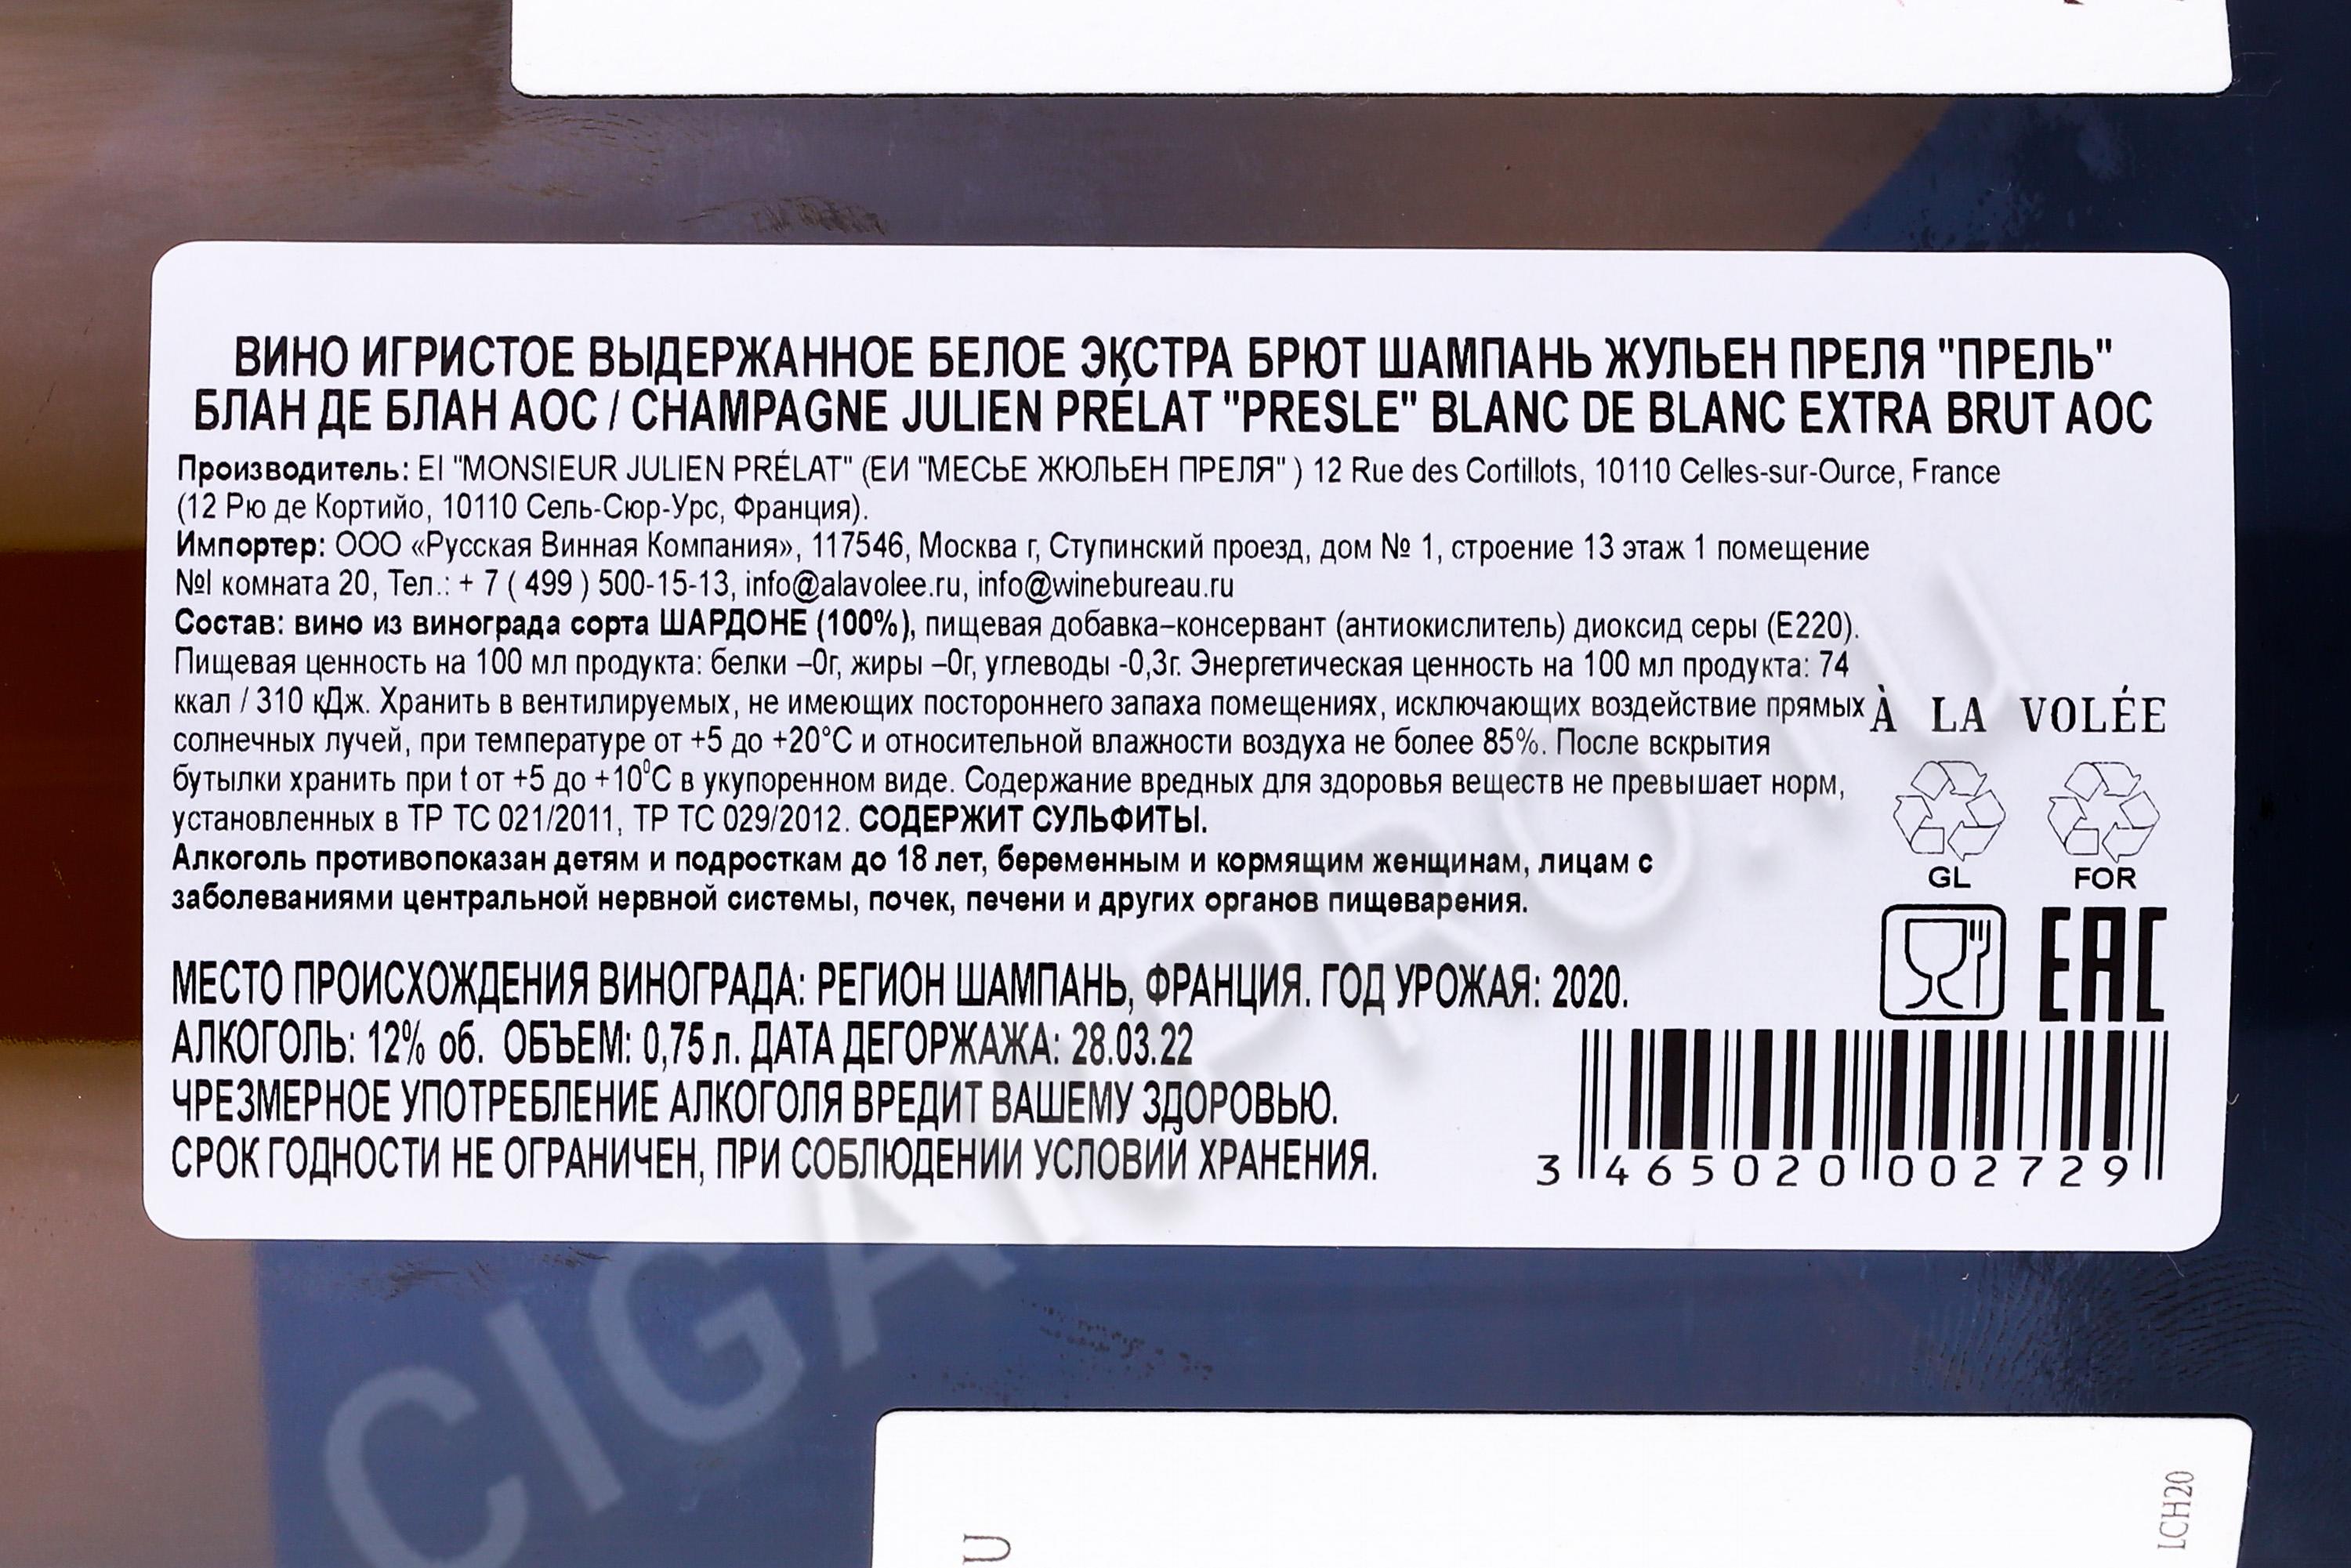 ВИНО ИГРИСТОЕ ВЫДЕРЖАННОЕ БЕЛОЕ ЭКСТРА БРЮТ ШАМПАНЬ ЖУЛЬЕН ПРЕЛЯ "ПРЕЛЬ"
БЛАН ДЕ БЛАН АОС / CHAMPAGNE JULIEN PRÉLAT "PRESLE" BLANC DE BLANC EXTRA BRUT AOC
Производитель: EI "MONSIEUR JULIEN PRÉLAT" (ЕИ "МЕСЬЕ ЖЮЛЬЕН ПРЕЛЯ" ) 12 Rue des Cortillots, 10110 Celles-sur-Ource, France
(12 Рю де Кортийо, 10110 Сель-Сюр-Урс, Франция).
Импортер: ООО «Русская Винная Компания», 117546, Москва г, Ступинский проезд, дом № 1, строение 13 этаж 1 помещение
№I комната 20, Тел.: + 7 ( 499 ) 500-15-13, info@alavolee.ru, info@winebureau.ru
Состав: вино из винограда сорта ШАРДОНЕ (100%), пищевая добавка–консервант (антиокислитель) диоксид серы (Е220).
Пищевая ценность на 100 мл продукта: белки –0г, жиры –0г, углеводы -0,3г. Энергетическая ценность на 100 мл продукта: 74
ккал / 310 кДж. Хранить в вентилируемых, не имеющих постороннего запаха помещениях, исключающих воздействие прямых
солнечных лучей, при температуре от +5 до +20°С и относительной влажности воздуха не более 85%. После вскрытия
бутылки хранить при t от +5 до +10⁰С в укупоренном виде. Содержание вредных для здоровья веществ не превышает норм,
установленных в ТР ТС 021/2011, ТР ТС 029/2012. СОДЕРЖИТ СУЛЬФИТЫ.
Алкоголь противопоказан детям и подросткам до 18 лет, беременным и кормящим женщинам, лицам с
заболеваниями центральной нервной системы, почек, печени и других органов пищеварения.
À LA VOLÉE
GL FOR
EAC
МЕСТО ПРОИСХОЖДЕНИЯ ВИНОГРАДА: РЕГИОН ШАМПАНЬ, ФРАНЦИЯ. ГОД УРОЖАЯ: 2020.
АЛКОГОЛЬ: 12% об. ОБЪЕМ: 0,75 л. ДАТА ДЕГОРЖАЖА: 28.03.22
ЧРЕЗМЕРНОЕ УПОТРЕБЛЕНИЕ АЛКОГОЛЯ ВРЕДИТ ВАШЕМУ ЗДОРОВЬЮ.
СРОК ГОДНОСТИ НЕ ОГРАНИЧЕН, ПРИ СОБЛЮДЕНИИ УСЛОВИЙ ХРАНЕНИЯ.
3 465020 002729
CIGARPRO.ru
LCH20